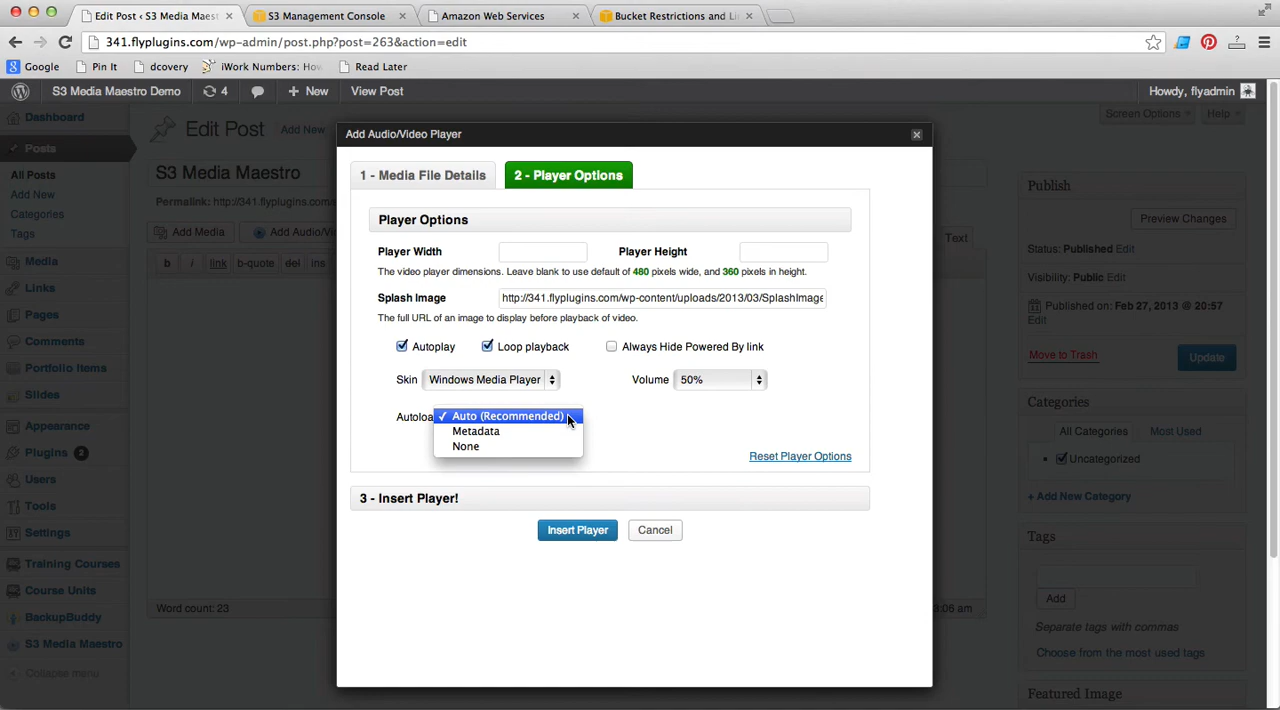 Edit Post ‹ S3 Media Maest
S3 Management Console
Amazon Web Services
Bucket Restrictions and Li
341.flyplugins.com/wp-admin/post.php?post=263&action=edit
Google
Pin It
dcovery
iWork Numbers: How
Read Later
S3 Media Maestro Demo
4
New
View Post
Howdy, flyadmin
Dashboard
Posts
All Posts
Add New
Categories
Tags
Media
Links
Pages
Comments
Portfolio Items
Slides
Appearance
Plugins 2
Users
Tools
Settings
Training Courses
Course Units
BackupBuddy
S3 Media Maestro
Collapse menu
Edit Post
Add New
S3 Media Maestro
Permalink: http://341.flyplugins.com
Add Media
Add Audio/Vi
Text
b
i
link
b-quote
del
ins
Word count: 23
3:06 am
Add Audio/Video Player
1 - Media File Details
2 - Player Options
Player Options
Player Width
Player Height
The video player dimensions. Leave blank to use default of 480 pixels wide, and 360 pixels in height.
Splash Image
http://341.flyplugins.com/wp-content/uploads/2013/03/SplashImage
The full URL of an image to display before playback of video.
Autoplay
Loop playback
Always Hide Powered By link
Skin
Windows Media Player
Volume
50%
Autoloa
✓ Auto (Recommended)
Metadata
None
Reset Player Options
3 - Insert Player!
Insert Player
Cancel
Screen Options
Help
Publish
Preview Changes
Status: Published Edit
Visibility: Public Edit
Published on: Feb 27, 2013 @ 20:57
Edit
Move to Trash
Update
Categories
All Categories
Most Used
Uncategorized
+ Add New Category
Tags
Add
Separate tags with commas
Choose from the most used tags
Featured Image